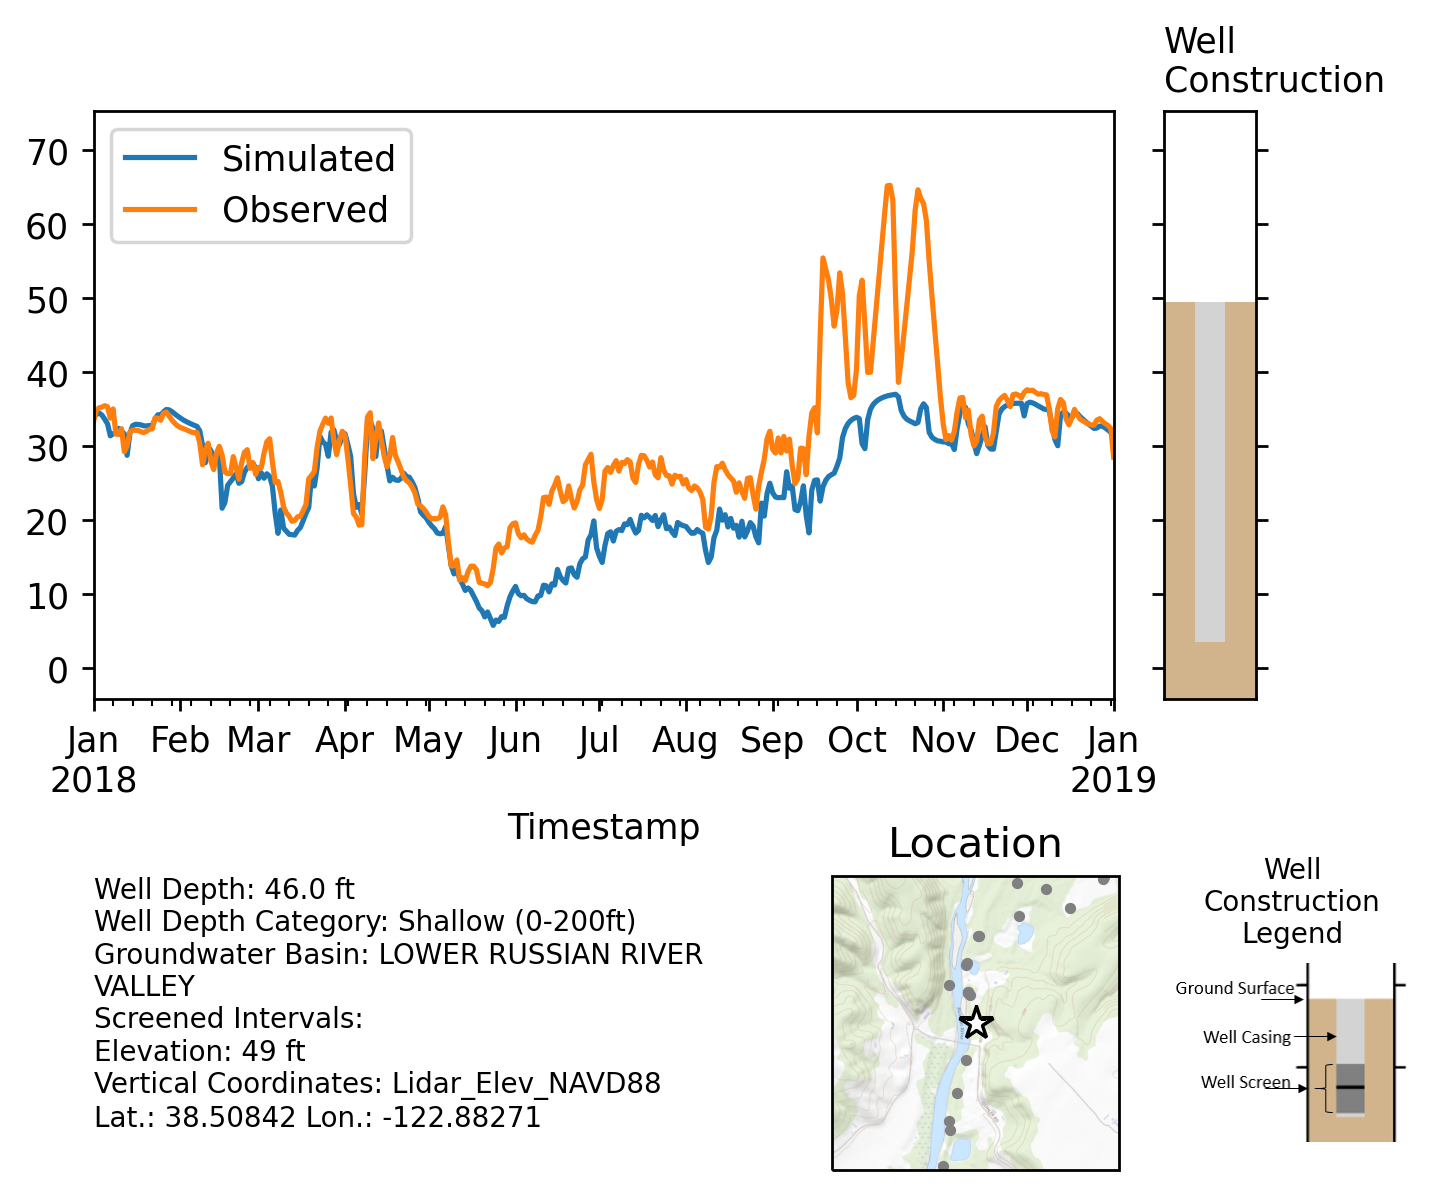 Well
Construction
Simulated
Observed
70
60
50
40
30
20
10
0
Jan Feb Mar Apr May Jun Jul Aug Sep Oct Nov Dec Jan
2018 2019
Timestamp
Well Depth: 46.0 ft
Well Depth Category: Shallow (0-200ft)
Groundwater Basin: LOWER RUSSIAN RIVER
VALLEY
Screened Intervals:
Elevation: 49 ft
Vertical Coordinates: Lidar_Elev_NAVD88
Lat.: 38.50842 Lon.: -122.88271
Location
Well
Construction
Legend
Ground Surface
Well Casing
Well Screen